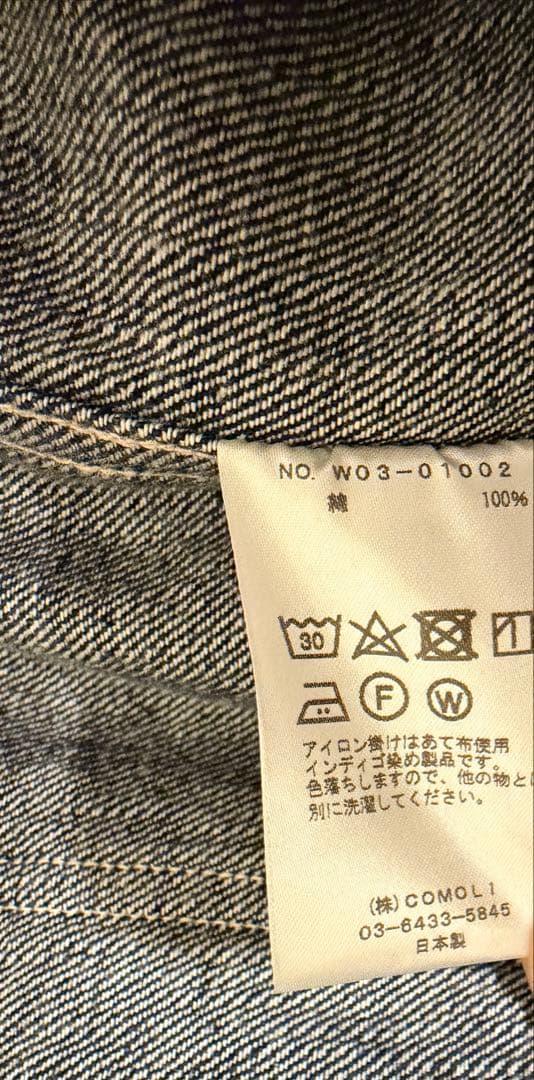 NO. W03-01002
綿 100%
30
F W
アイロン掛けはあて布使用
インディゴ染め製品です。
色落ちしますので、他の物とは
別に洗濯してください。
(株)COMOLI
03-6433-5845
日本製